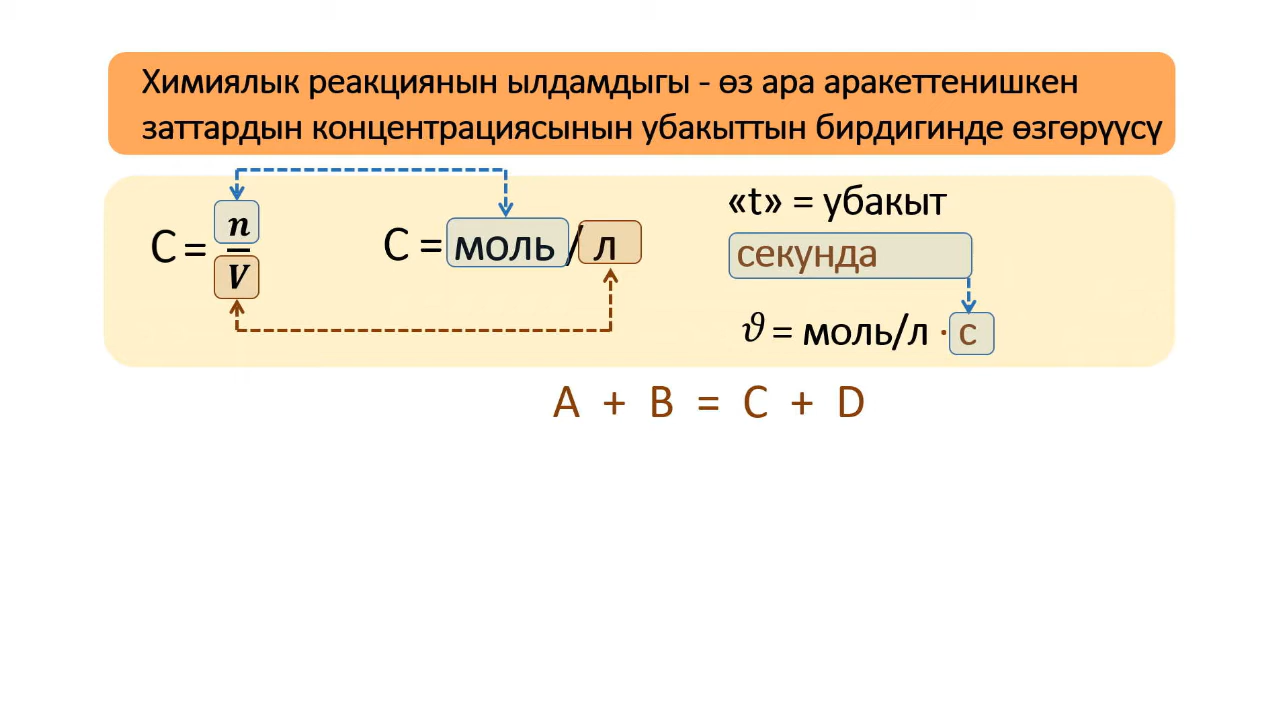 Химиялык реакциянын ылдамдыгы - өз ара аракеттенишкен
заттардын концентрациясынын убакыттын бирдигинде өзгөрүүсү
C = n/V
C = моль/л
«t» = убакыт
секунда
ϑ = моль/л · с
A + B = C + D